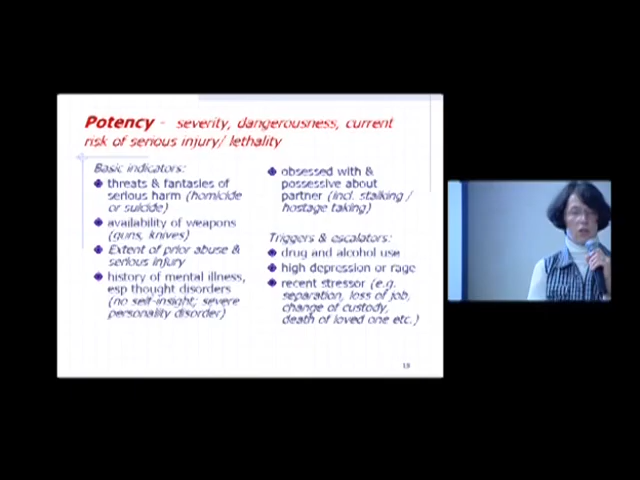 Potency - severity, dangerousness, current
risk of serious injury/ lethality
Basic indicators:
threats & fantasies of
serious harm (homicide
or suicide)
availability of weapons
(guns, knives)
Extent of prior abuse &
serious injury
history of mental illness,
esp thought disorders
(no self-insight; severe
personality disorder)
obsessed with &
possessive about
partner (incl. stalking /
hostage taking)
Triggers & escalators:
drug and alcohol use
high depression or rage
recent stressor (e.g.
separation, loss of job,
change of custody,
death of loved one etc.)